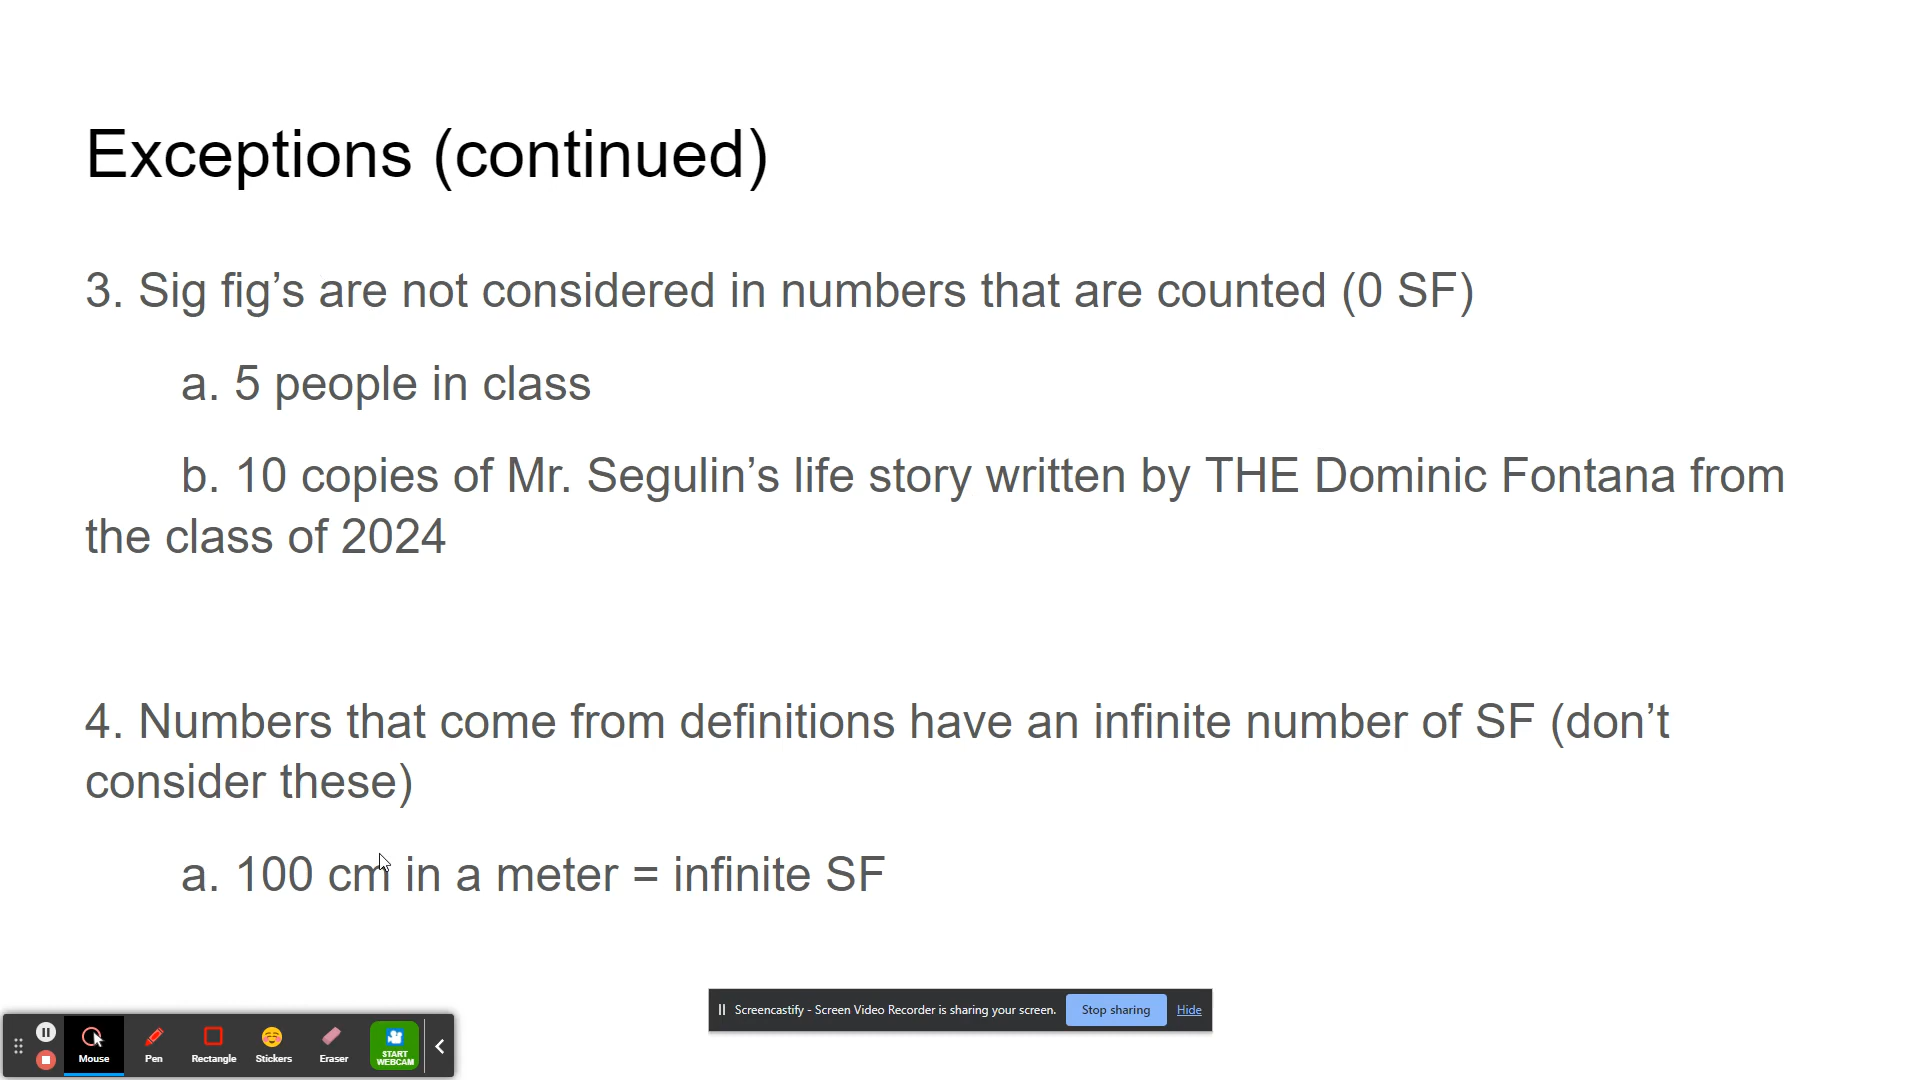 Exceptions (continued)
3. Sig fig’s are not considered in numbers that are counted (0 SF)
a. 5 people in class
b. 10 copies of Mr. Segulin’s life story written by THE Dominic Fontana from
the class of 2024
4. Numbers that come from definitions have an infinite number of SF (don’t
consider these)
a. 100 cm in a meter = infinite SF
Screencastify - Screen Video Recorder is sharing your screen. Stop sharing Hide
Mouse Pen Rectangle Stickers Eraser START
WEBCAM